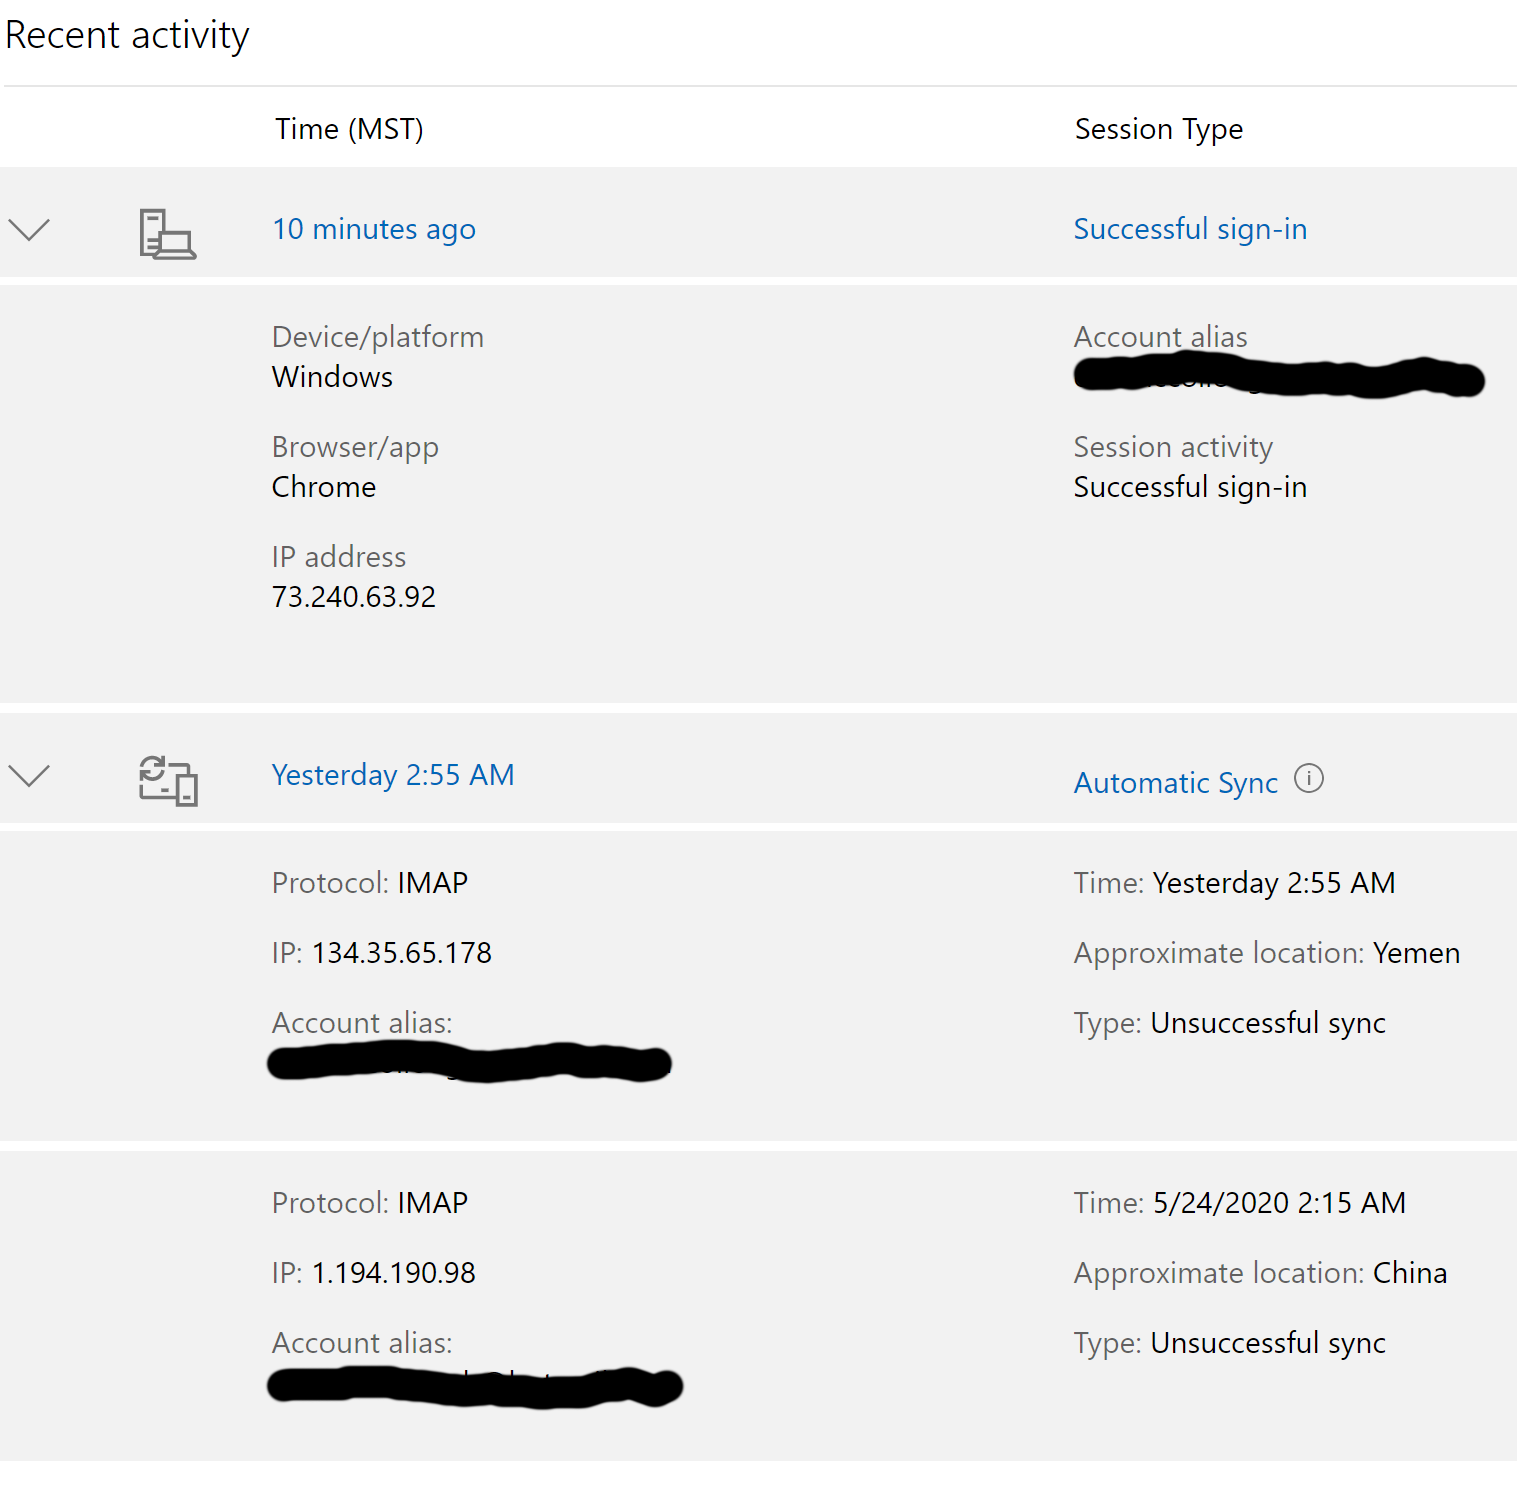 Recent activity
Time (MST) Session Type
10 minutes ago Successful sign-in
Device/platform Account alias
Windows
Browser/app Session activity
Chrome Successful sign-in
IP address
73.240.63.92
Yesterday 2:55 AM Automatic Sync
Protocol: IMAP Time: Yesterday 2:55 AM
IP: 134.35.65.178 Approximate location: Yemen
Account alias: Type: Unsuccessful sync
Protocol: IMAP Time: 5/24/2020 2:15 AM
IP: 1.194.190.98 Approximate location: China
Account alias: Type: Unsuccessful sync